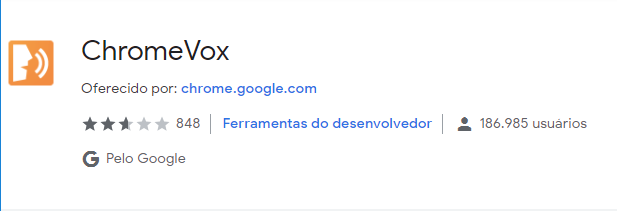 ChromeVox
Oferecido por: chrome.google.com
848 Ferramentas do desenvolvedor 186.985 usuários
Pelo Google